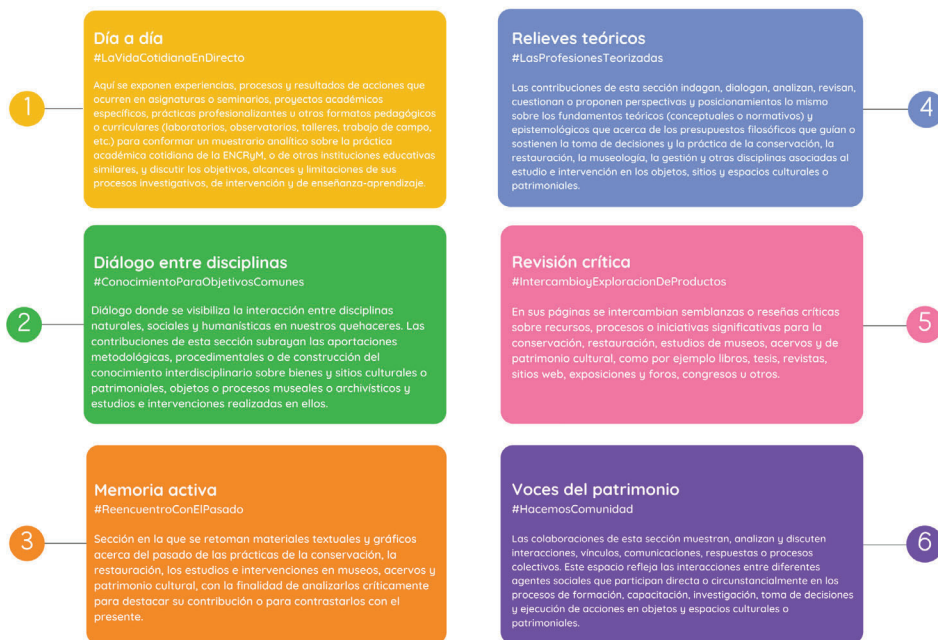 1
Día a día
#LaVidaCotidianaEnDirecto
Aquí se exponen experiencias, procesos y resultados de acciones que
ocurren en asignaturas o seminarios, proyectos académicos
específicos, prácticas profesionalizantes u otros formatos pedagógicos
o curriculares (laboratorios, observatorios, talleres, trabajo de campo,
etc.) para conformar un muestrario analítico sobre la práctica
académica cotidiana de la ENCRyM, o de otras instituciones educativas
similares, y discutir los objetivos, alcances y limitaciones de sus
procesos investigativos, de intervención y de enseñanza-aprendizaje.
2
Diálogo entre disciplinas
#ConocimientoParaObjetivosComunes
Diálogo donde se visibiliza la interacción entre disciplinas
naturales, sociales y humanísticas en nuestros quehaceres. Las
contribuciones de esta sección subrayan las aportaciones
metodológicas, procedimentales o de construcción del
conocimiento interdisciplinario sobre bienes y sitios culturales o
patrimoniales, objetos o procesos museales o archivísticos y
estudios e intervenciones realizadas en ellos.
3
Memoria activa
#ReencuentroConElPasado
Sección en la que se retoman materiales textuales y gráficos
acerca del pasado de las prácticas de la conservación, la
restauración, los estudios e intervenciones en museos, acervos y
patrimonio cultural, con la finalidad de analizarlos críticamente
para destacar su contribución o para contrastarlos con el
presente.
4
Relieves teóricos
#LasProfesionesTeorizadas
Las contribuciones de esta sección indagan, dialogan, analizan, revisan,
cuestionan o proponen perspectivas y posicionamientos lo mismo
sobre los fundamentos teóricos (conceptuales o normativos) y
epistemológicos que acerca de los presupuestos filosóficos que guían o
sostienen la toma de decisiones y la práctica de la conservación, la
restauración, la museología, la gestión y otras disciplinas asociadas al
estudio e intervención en los objetos, sitios y espacios culturales o
patrimoniales.
5
Revisión crítica
#IntercambioyExploracionDeProductos
En sus páginas se intercambian semblanzas o reseñas críticas
sobre recursos, procesos o iniciativas significativas para la
conservación, restauración, estudios de museos, acervos y de
patrimonio cultural, como por ejemplo libros, tesis, revistas,
sitios web, exposiciones y foros, congresos u otros.
6
Voces del patrimonio
#HacemosComunidad
Las colaboraciones de esta sección muestran, analizan y discuten
interacciones, vínculos, comunicaciones, respuestas o procesos
colectivos. Este espacio refleja las interacciones entre diferentes
agentes sociales que participan directa o circunstancialmente en los
procesos de formación, capacitación, investigación, toma de decisiones
y ejecución de acciones en objetos y espacios culturales o
patrimoniales.